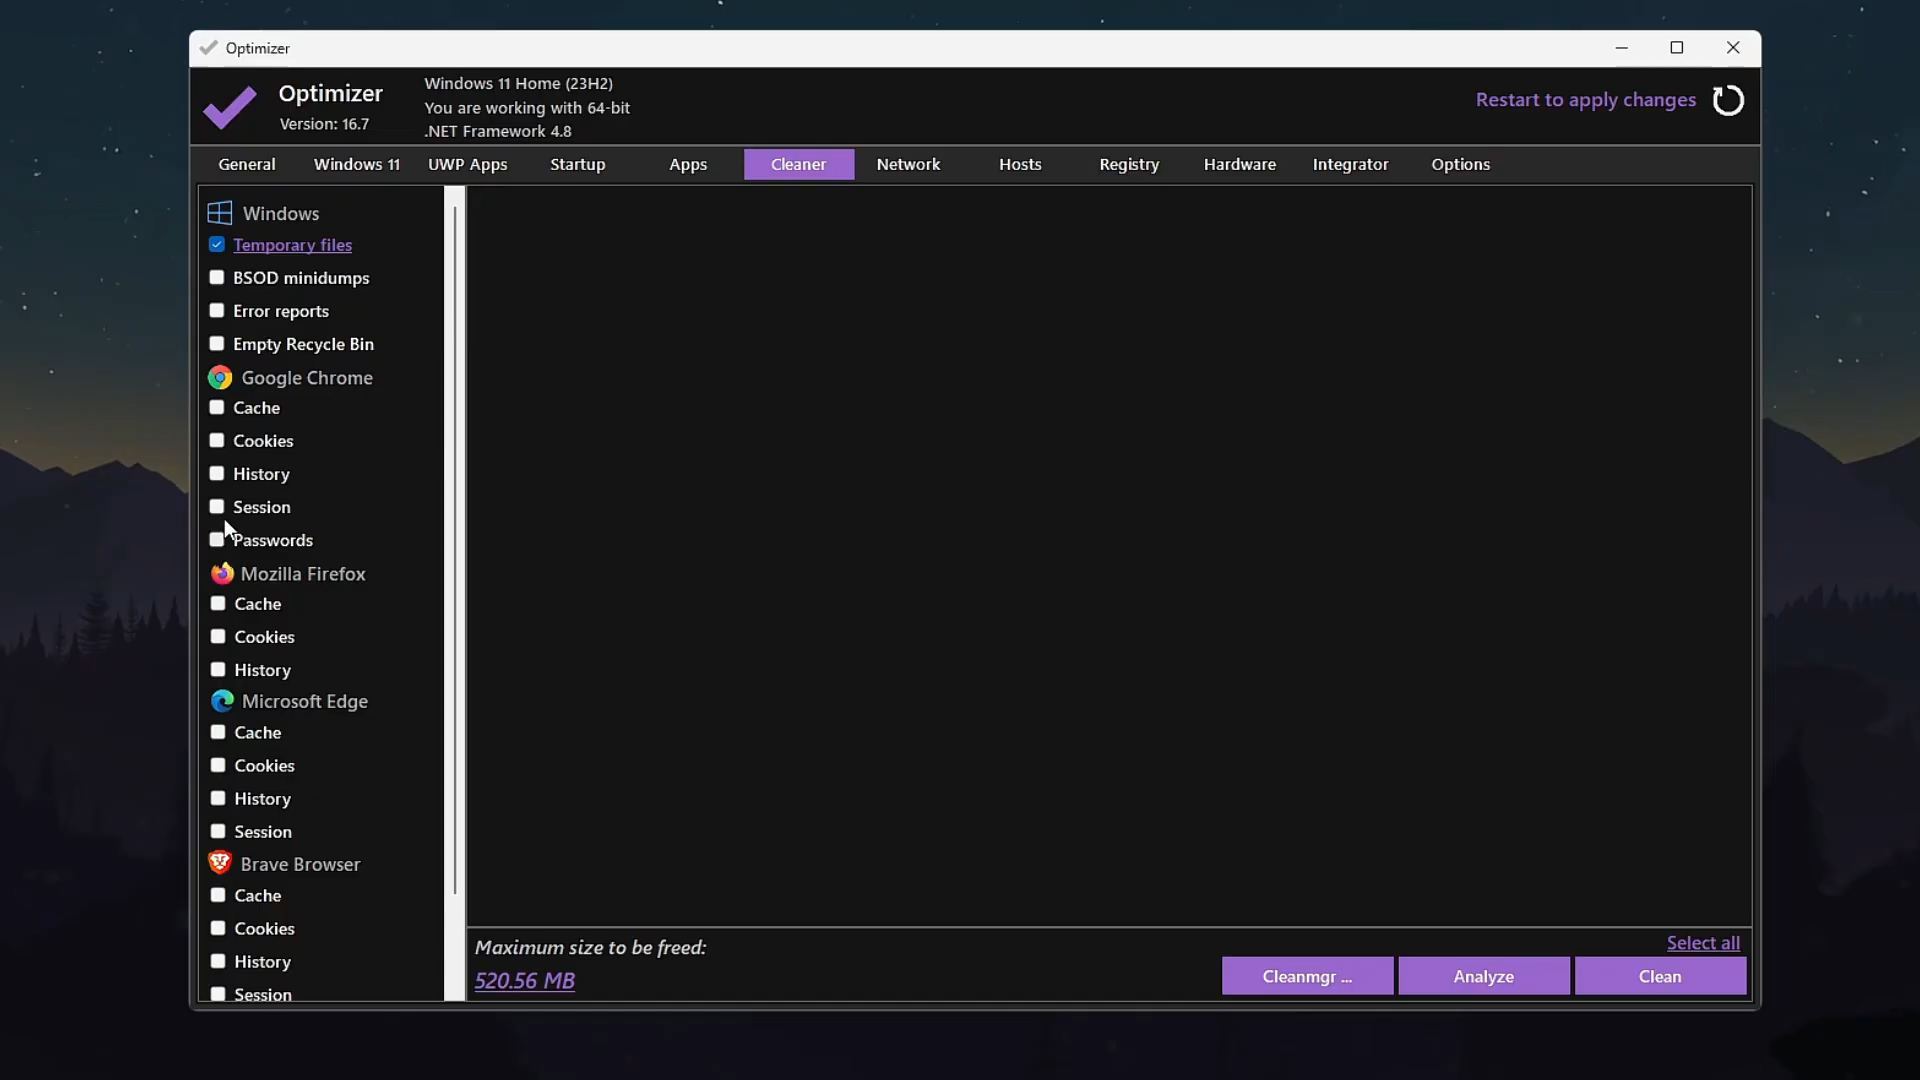 Optimizer
Optimizer
Version: 16.7
Windows 11 Home (23H2)
You are working with 64-bit
.NET Framework 4.8
Restart to apply changes
General Windows 11 UWP Apps Startup Apps Cleaner Network Hosts Registry Hardware Integrator Options
Windows
Temporary files
BSOD minidumps
Error reports
Empty Recycle Bin
Google Chrome
Cache
Cookies
History
Session
Passwords
Mozilla Firefox
Cache
Cookies
History
Microsoft Edge
Cache
Cookies
History
Session
Brave Browser
Cache
Cookies
History
Session
Maximum size to be freed:
520.56 MB
Select all
Cleanmgr ... Analyze Clean